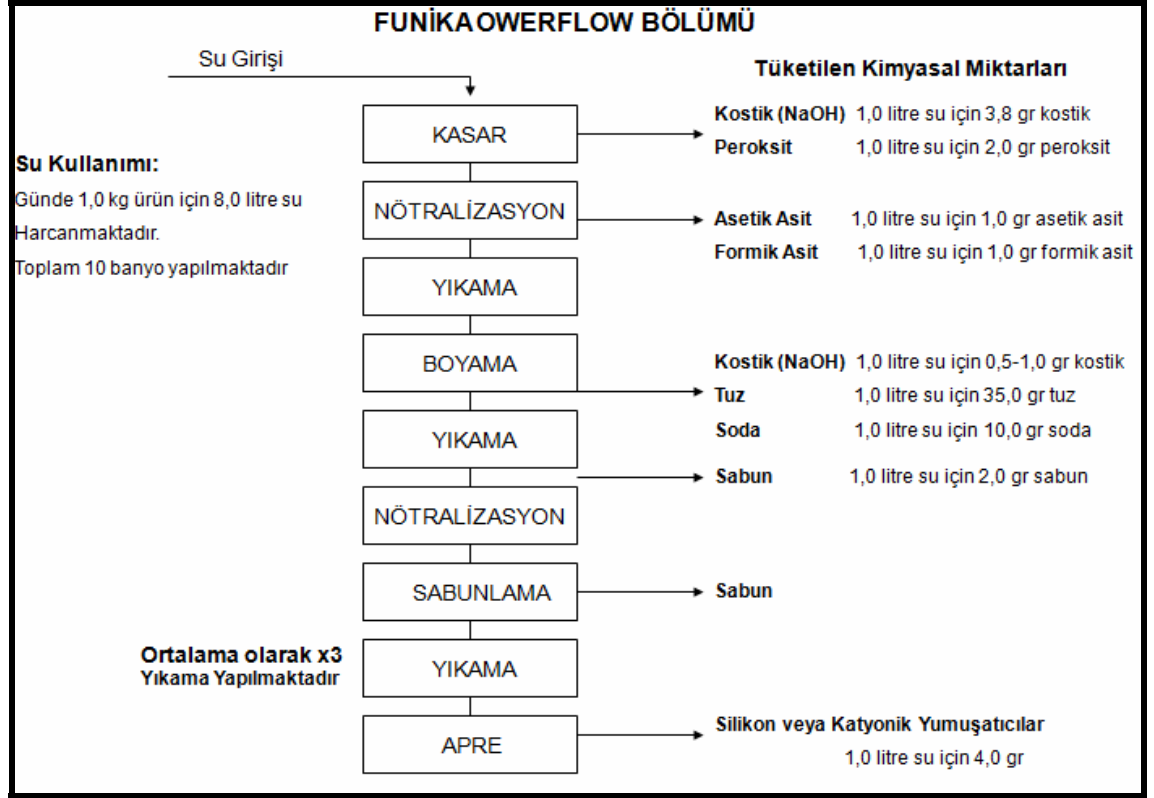 FUNİKA OWERFLOW BÖLÜMÜ
Su Girişi
Tüketilen Kimyasal Miktarları
KASAR
Kostik (NaOH) 1,0 litre su için 3,8 gr kostik
Peroksit 1,0 litre su için 2,0 gr peroksit
Su Kullanımı:
Günde 1,0 kg ürün için 8,0 litre su
Harcanmaktadır.
Toplam 10 banyo yapılmaktadır
NÖTRALİZASYON
Asetik Asit 1,0 litre su için 1,0 gr asetik asit
Formik Asit 1,0 litre su için 1,0 gr formik asit
YIKAMA
BOYAMA
Kostik (NaOH) 1,0 litre su için 0,5-1,0 gr kostik
Tuz 1,0 litre su için 35,0 gr tuz
Soda 1,0 litre su için 10,0 gr soda
YIKAMA
Sabun 1,0 litre su için 2,0 gr sabun
NÖTRALİZASYON
SABUNLAMA
Sabun
Ortalama olarak x3
Yıkama Yapılmaktadır
YIKAMA
APRE
Silikon veya Katyonik Yumuşatıcılar
1,0 litre su için 4,0 gr